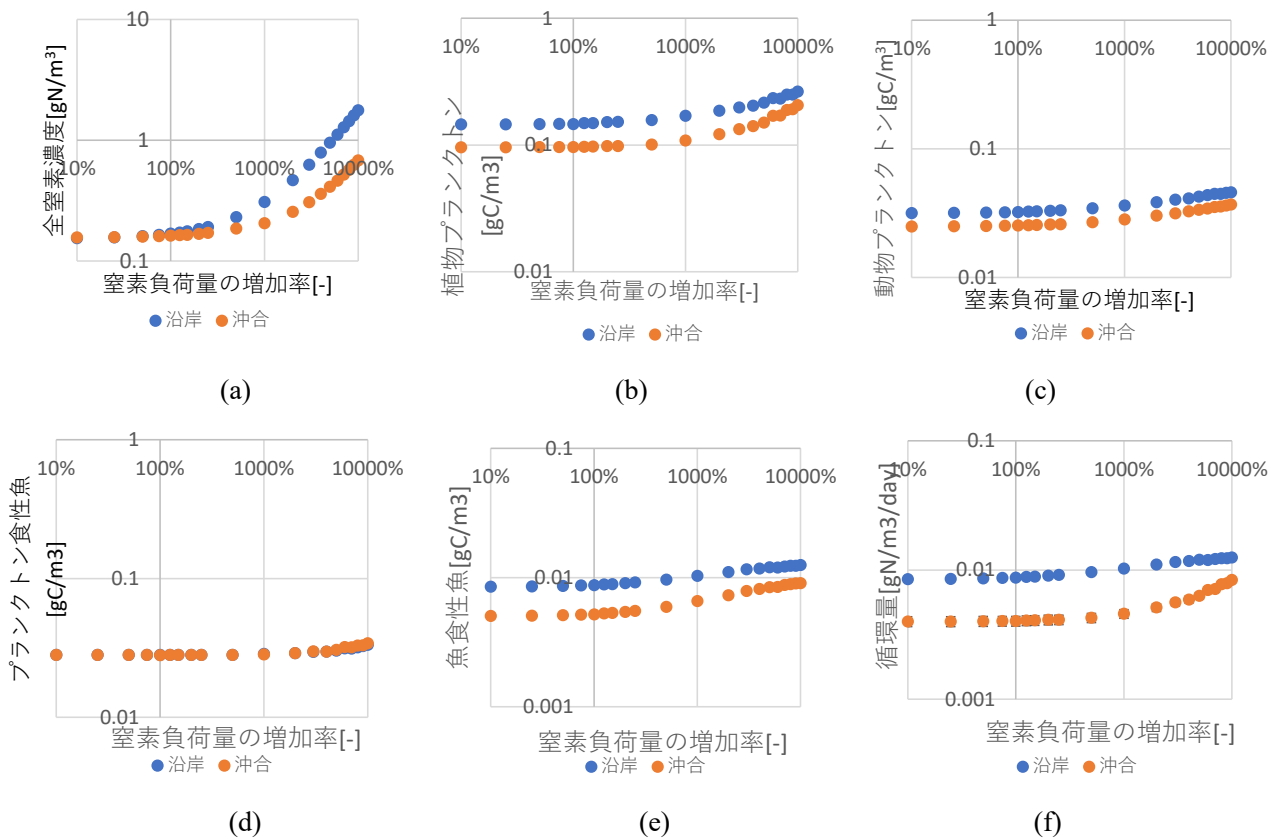 10
1
0.1
10%
100%
1000%
10000%
全窒素濃度[gN/m³]
窒素負荷量の増加率[-]
沿岸
沖合
(a)
1
0.1
0.01
10%
100%
1000%
10000%
植物プランクトン
[gC/m3]
窒素負荷量の増加率[-]
沿岸
沖合
(b)
1
0.1
0.01
10%
100%
1000%
10000%
動物プランクトン[gC/m³]
窒素負荷量の増加率[-]
沿岸
沖合
(c)
1
0.1
0.01
10%
100%
1000%
10000%
プランクトン食性魚
[gC/m3]
窒素負荷量の増加率[-]
沿岸
沖合
(d)
0.1
0.01
0.001
10%
100%
1000%
10000%
魚食性魚[gC/m3]
窒素負荷量の増加率[-]
沿岸
沖合
(e)
0.1
0.01
0.001
10%
100%
1000%
10000%
循環量[gN/m3/day]
窒素負荷量の増加率[-]
沿岸
沖合
(f)